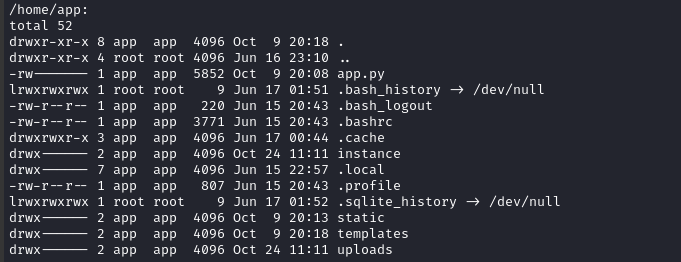 /home/app:
total 52
drwxr-xr-x 8 app  app  4096 Oct  9 20:18 .
drwxr-xr-x 4 root root 4096 Jun 16 23:10 ..
-rw------- 1 app  app  5852 Oct  9 20:08 app.py
lrwxrwxrwx 1 root root    9 Jun 17 01:51 .bash_history -> /dev/null
-rw-r--r-- 1 app  app   220 Jun 15 20:43 .bash_logout
-rw-r--r-- 1 app  app  3771 Jun 15 20:43 .bashrc
drwxrwxr-x 3 app  app  4096 Jun 17 00:44 .cache
drwx------ 2 app  app  4096 Oct 24 11:11 instance
drwx------ 7 app  app  4096 Jun 15 22:57 .local
-rw-r--r-- 1 app  app   807 Jun 15 20:43 .profile
lrwxrwxrwx 1 root root    9 Jun 17 01:52 .sqlite_history -> /dev/null
drwx------ 2 app  app  4096 Oct  9 20:13 static
drwx------ 2 app  app  4096 Oct  9 20:18 templates
drwx------ 2 app  app  4096 Oct 24 11:11 uploads